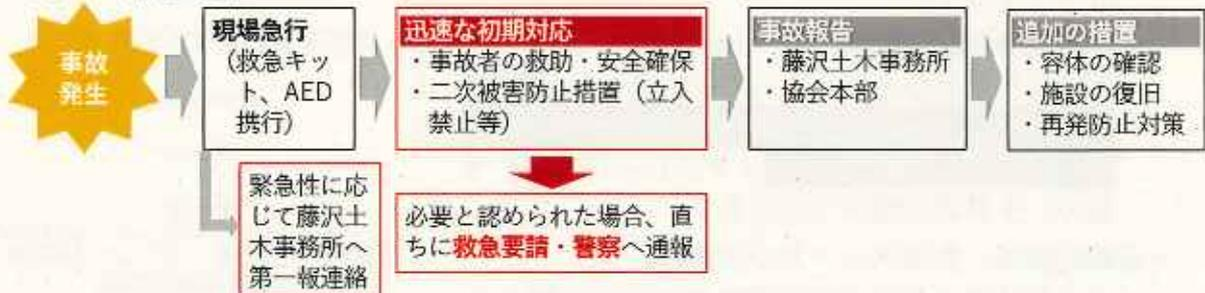 事故
発生
現場急行
（救急キッ
ト、AED
携行）
緊急性に応
じて藤沢土
木事務所へ
第一報連絡
迅速な初期対応
・事故者の救助・安全確保
・二次被害防止措置（立入
禁止等）
必要と認められた場合、直
ちに救急要請・警察へ通報
事故報告
・藤沢土木事務所
・協会本部
追加の措置
・容体の確認
・施設の復旧
・再発防止対策